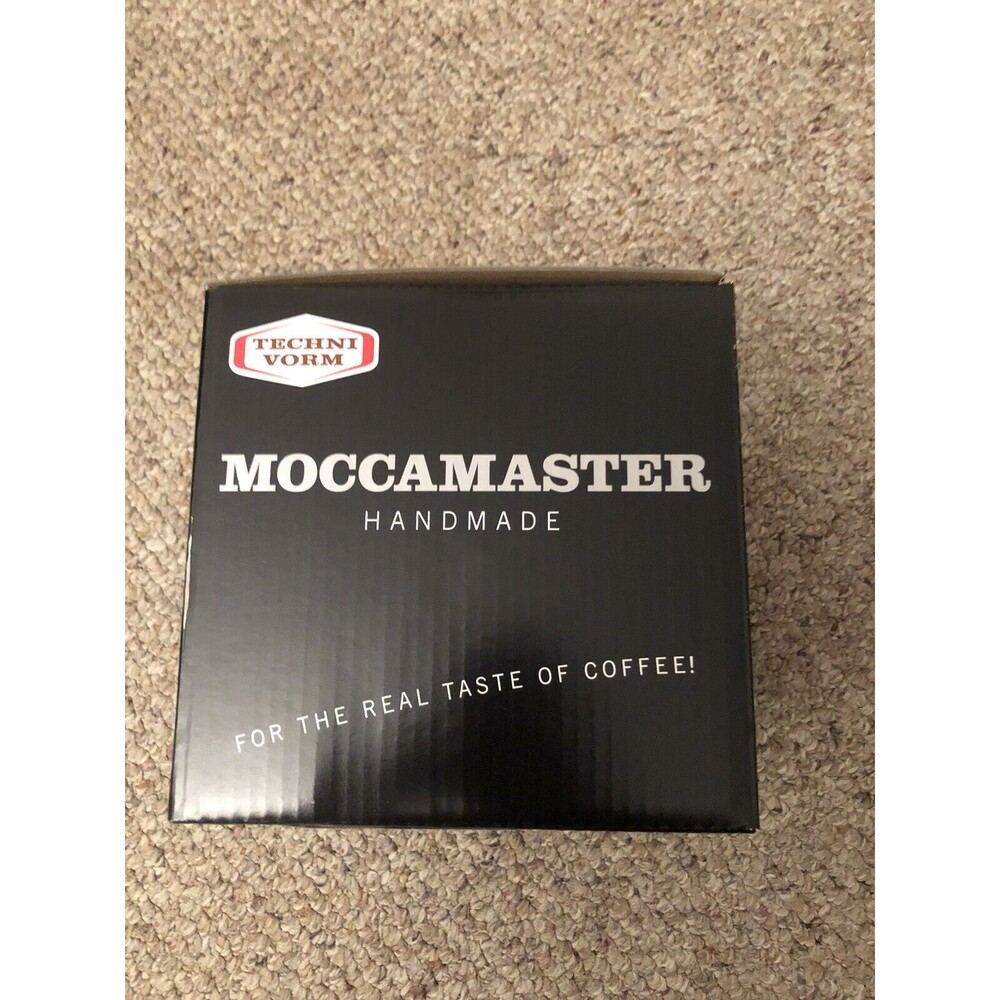 TECHNI
VORM
MOCCAMASTER
HANDMADE
FOR THE REAL TASTE OF COFFEE!